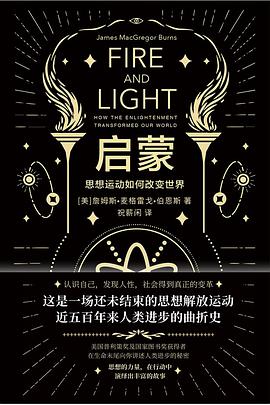 James MacGregor Burns
FIRE
AND
LIGHT
HOW THE ENLIGHTENMENT
TRANSFORMED OUR WORLD
启蒙
思想运动如何改变世界
[美]詹姆斯·麦格雷戈·伯恩斯 著
祝薪闲 译
认识自己，发现人性，社会得到真正的变革
这是一场还未结束的思想解放运动
近五百年来人类进步的曲折史
美国普利策奖及国家图书奖获得者
在生命末尾向你讲述人类进步的秘密
思想的力量，在行动中
演绎出丰富的故事